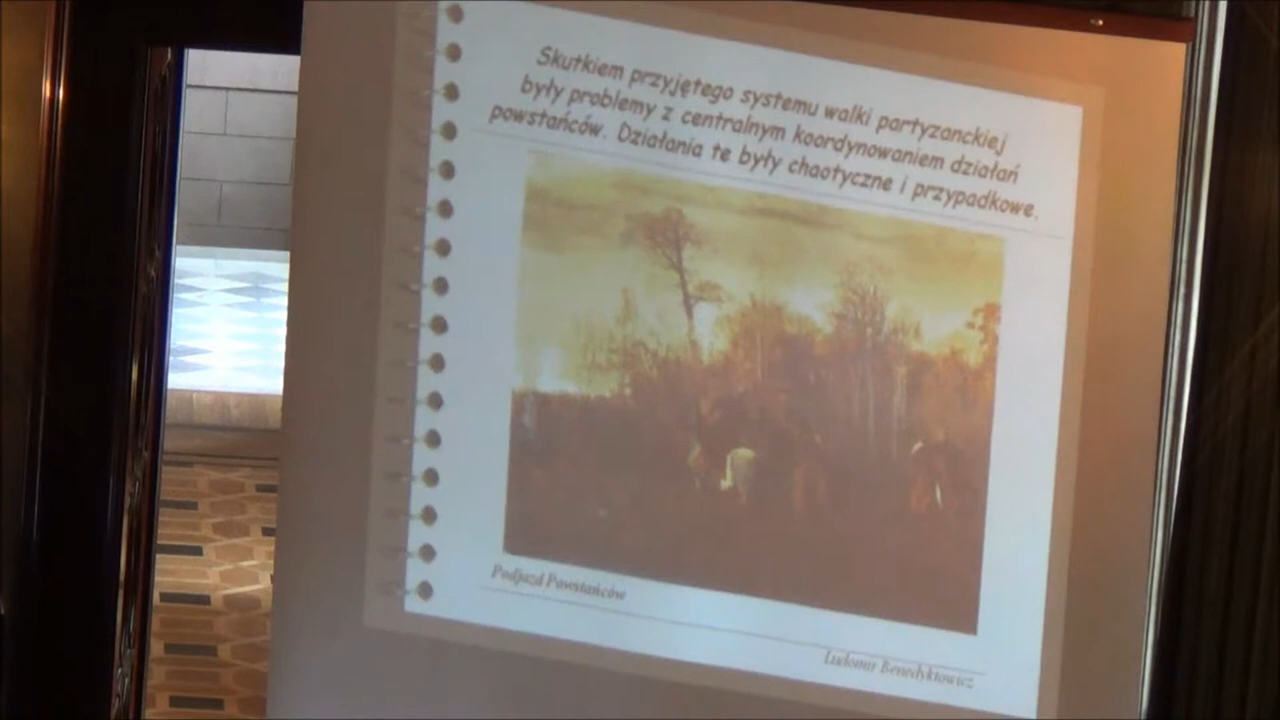 Skutkiem przyjętego systemu walki partyzanckiej
były problemy z centralnym koordynowaniem działań
powstańców. Działania te były chaotyczne i przypadkowe.
Podjazd Powstańców
Ludomir Benedyktowicz